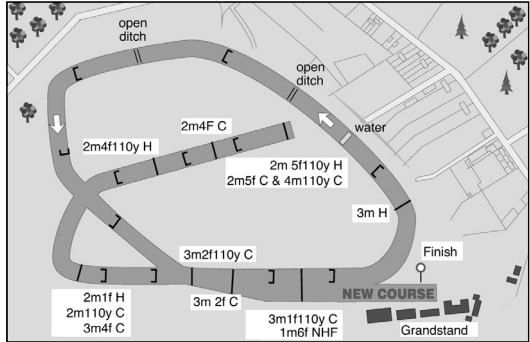 open
ditch
open
ditch
water
2m4F C
2m4f110y H
2m 5f110y H
2m5f C & 4m110y C
3m H
3m2f110y C
Finish
2m1f H
2m110y C
3m4f C
3m 2f C
NEW COURSE
3m1f110y C
1m6f NHF
Grandstand